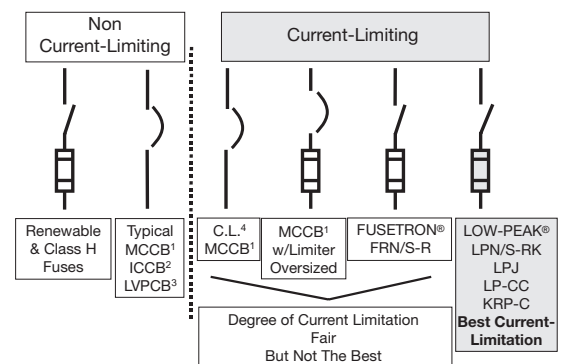 Non
Current-Limiting
Current-Limiting
Renewable
& Class H
Fuses
Typical
MCCB¹
ICCB²
LVPCB³
C.L.⁴
MCCB¹
MCCB¹
w/Limiter
Oversized
FUSETRON®
FRN/S-R
LOW-PEAK®
LPN/S-RK
LPJ
LP-CC
KRP-C
Best Current-
Limitation
Degree of Current Limitation
Fair
But Not The Best